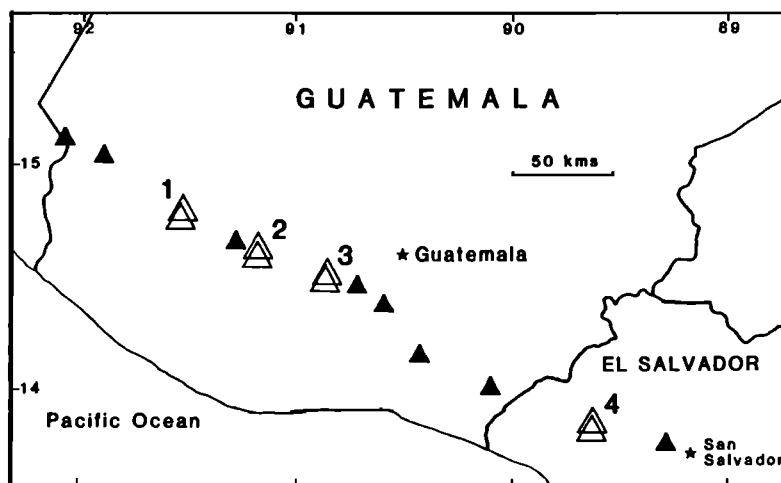 92 91 90 89
GUATEMALA
15
50 kms
1
2
3
Guatemala
EL SALVADOR
14
4
Pacific Ocean
San
Salvador